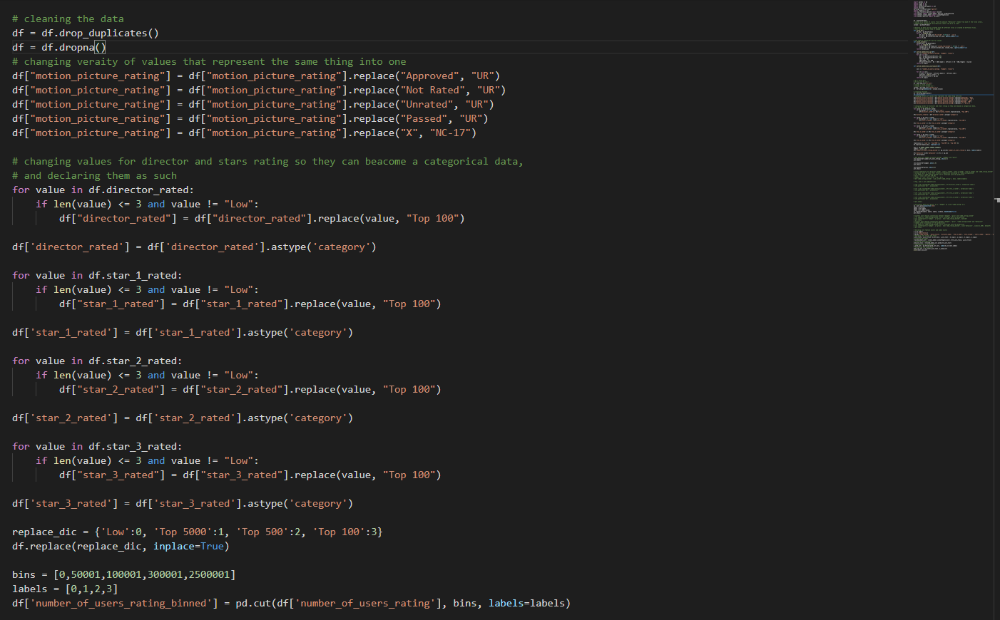 # cleaning the data
df = df.drop_duplicates()
df = df.dropna()
# changing veraity of values that represent the same thing into one
df["motion_picture_rating"] = df["motion_picture_rating"].replace("Approved", "UR")
df["motion_picture_rating"] = df["motion_picture_rating"].replace("Not Rated", "UR")
df["motion_picture_rating"] = df["motion_picture_rating"].replace("Unrated", "UR")
df["motion_picture_rating"] = df["motion_picture_rating"].replace("Passed", "UR")
df["motion_picture_rating"] = df["motion_picture_rating"].replace("X", "NC-17")

# changing values for director and stars rating so they can beacome a categorical data,
# and declaring them as such
for value in df.director_rated:
    if len(value) <= 3 and value != "Low":
        df["director_rated"] = df["director_rated"].replace(value, "Top 100")

df['director_rated'] = df['director_rated'].astype('category')

for value in df.star_1_rated:
    if len(value) <= 3 and value != "Low":
        df["star_1_rated"] = df["star_1_rated"].replace(value, "Top 100")

df['star_1_rated'] = df['star_1_rated'].astype('category')

for value in df.star_2_rated:
    if len(value) <= 3 and value != "Low":
        df["star_2_rated"] = df["star_2_rated"].replace(value, "Top 100")

df['star_2_rated'] = df['star_2_rated'].astype('category')

for value in df.star_3_rated:
    if len(value) <= 3 and value != "Low":
        df["star_3_rated"] = df["star_3_rated"].replace(value, "Top 100")

df['star_3_rated'] = df['star_3_rated'].astype('category')

replace_dic = {'Low':0, 'Top 5000':1, 'Top 500':2, 'Top 100':3}
df.replace(replace_dic, inplace=True)

bins = [0,50001,100001,300001,2500001]
labels = [0,1,2,3]
df['number_of_users_rating_binned'] = pd.cut(df['number_of_users_rating'], bins, labels=labels)